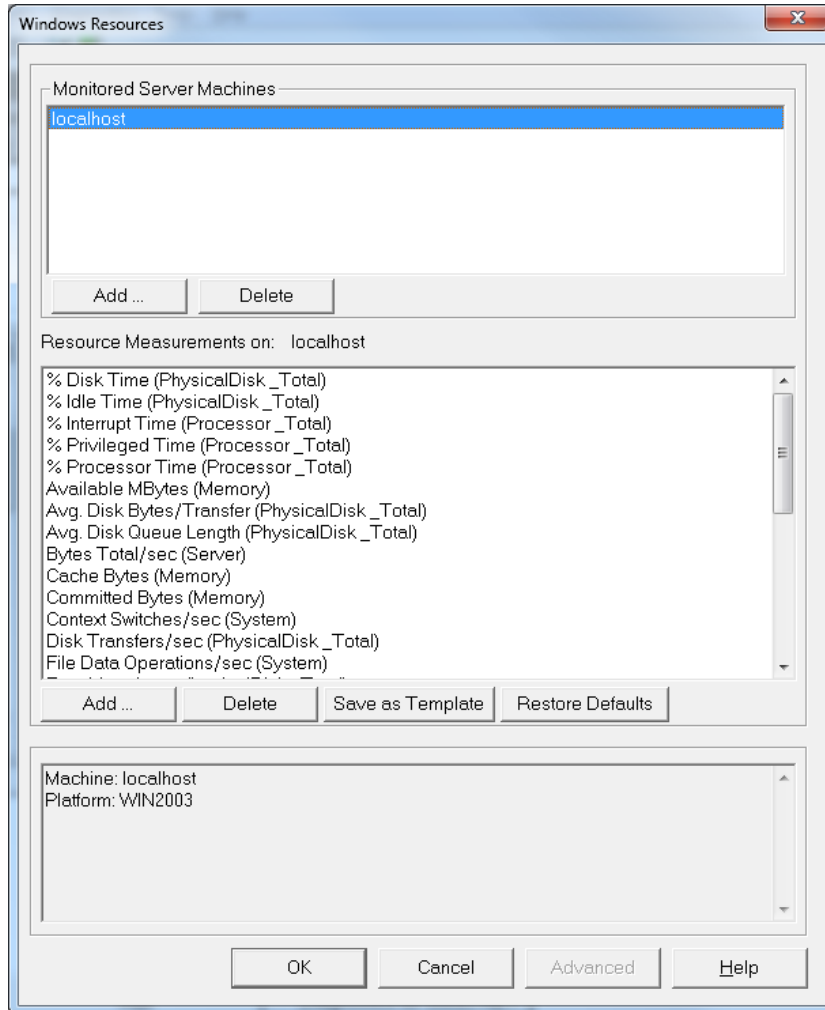 Windows Resources
Monitored Server Machines
localhost
Add ... Delete
Resource Measurements on: localhost
% Disk Time (PhysicalDisk _Total)
% Idle Time (PhysicalDisk _Total)
% Interrupt Time (Processor _Total)
% Privileged Time (Processor _Total)
% Processor Time (Processor _Total)
Available MBytes (Memory)
Avg. Disk Bytes/Transfer (PhysicalDisk _Total)
Avg. Disk Queue Length (PhysicalDisk _Total)
Bytes Total/sec (Server)
Cache Bytes (Memory)
Committed Bytes (Memory)
Context Switches/sec (System)
Disk Transfers/sec (PhysicalDisk _Total)
File Data Operations/sec (System)
Add ... Delete Save as Template Restore Defaults
Machine: localhost
Platform: WIN2003
OK Cancel Advanced Help